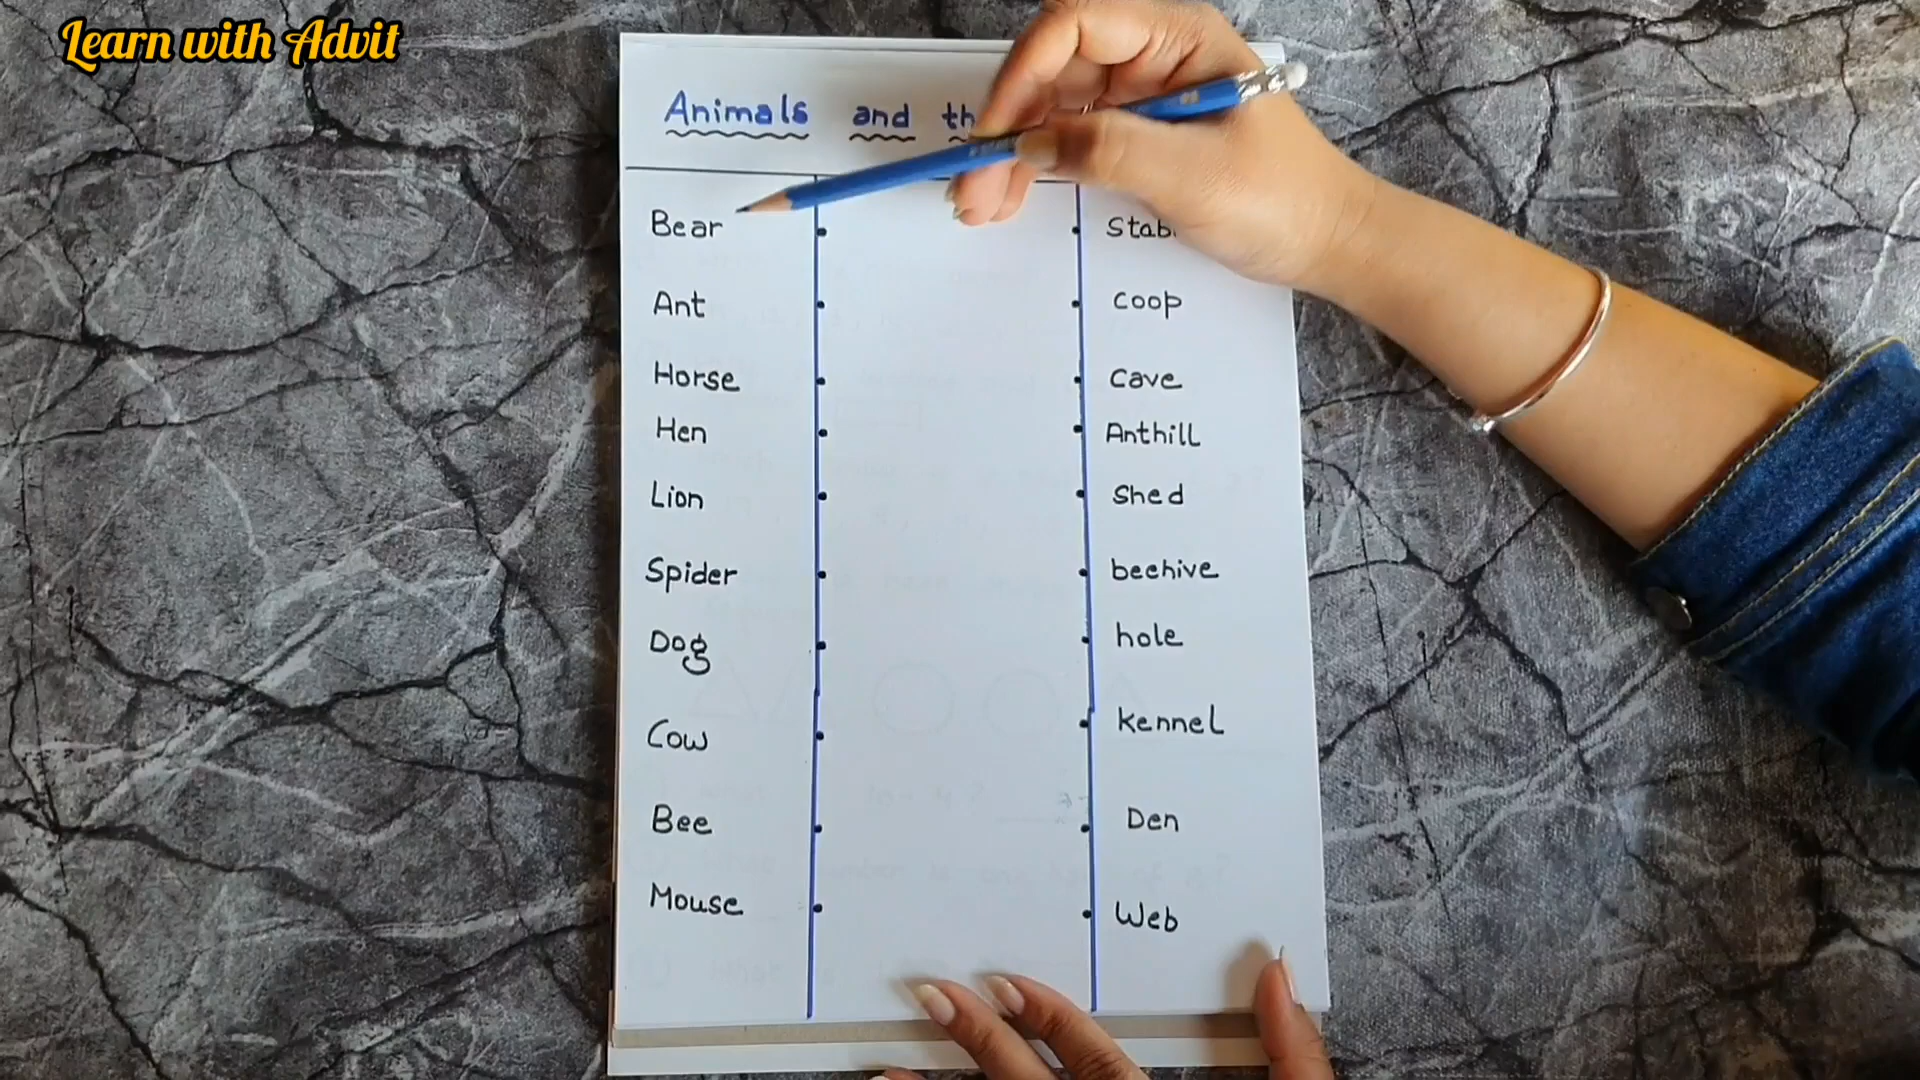 Learn with Advit
Animals and th
Bear Stab
Ant Coop
Horse Cave
Hen Anthill
Lion Shed
Spider beehive
Dog hole
Cow kennel
Bee Den
Mouse Web